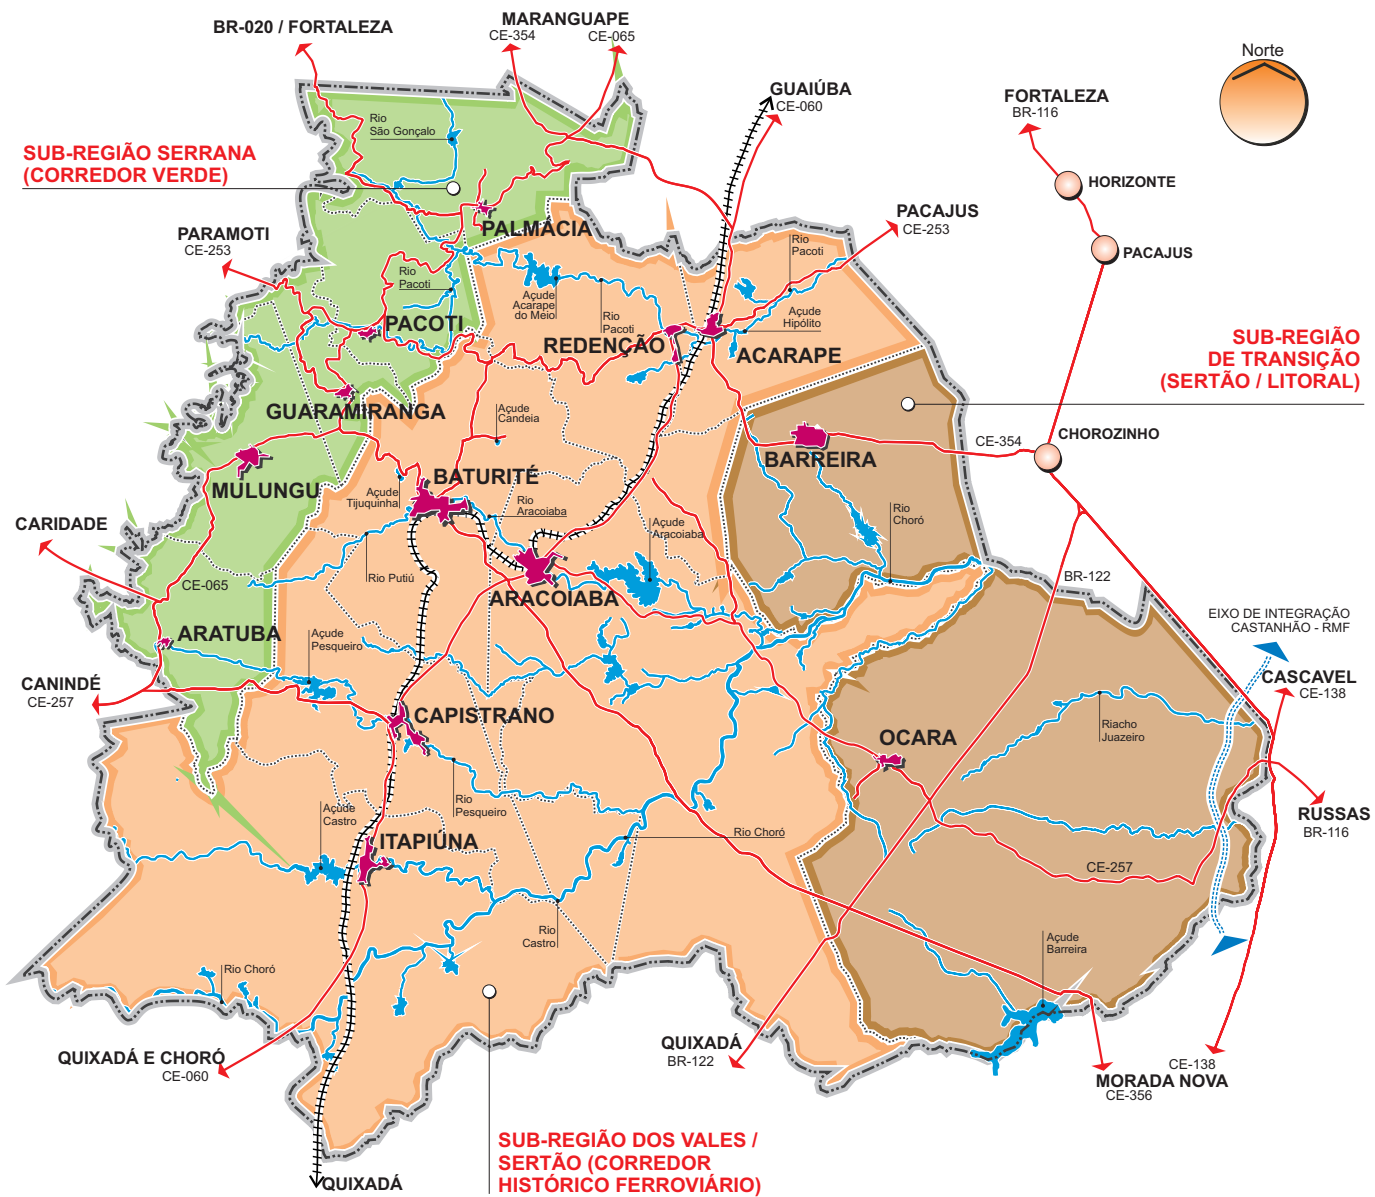 BR-020 / FORTALEZA
MARANGUAPE
CE-354
CE-065
Norte
GUAIÚBA
CE-060
FORTALEZA
BR-116
Rio
São Gonçalo
SUB-REGIÃO SERRANA
(CORREDOR VERDE)
HORIZONTE
PALMÁCIA
PACAJUS
CE-253
PARAMOTI
CE-253
Rio
Pacoti
PACAJUS
Rio
Pacoti
Açude
Acarape
do Meio
Rio
Pacoti
Açude
Hipólito
PACOTI
REDENÇÃO
ACARAPE
SUB-REGIÃO
DE TRANSIÇÃO
(SERTÃO / LITORAL)
GUARAMIRANGA
Açude
Candeia
CE-354
CHOROZINHO
BARREIRA
MULUNGU
BATURITÉ
Açude
Tijuquinha
Rio
Aracoiaba
Rio
Choró
CARIDADE
Açude
Aracoiaba
CE-065
Rio Putiú
BR-122
ARACOIABA
EIXO DE INTEGRAÇÃO
CASTANHÃO - RMF
ARATUBA
Açude
Pesqueiro
CANINDÉ
CE-257
CASCAVEL
CE-138
CAPISTRANO
Riacho
Juazeiro
OCARA
Rio
Pesqueiro
Açude
Castro
RUSSAS
BR-116
Rio Choró
ITAPIÚNA
CE-257
Rio
Castro
Açude
Barreira
Rio Choró
QUIXADÁ E CHORÓ
CE-060
QUIXADÁ
BR-122
CE-138
MORADA NOVA
CE-356
SUB-REGIÃO DOS VALES /
SERTÃO (CORREDOR
HISTÓRICO FERROVIÁRIO)
QUIXADÁ